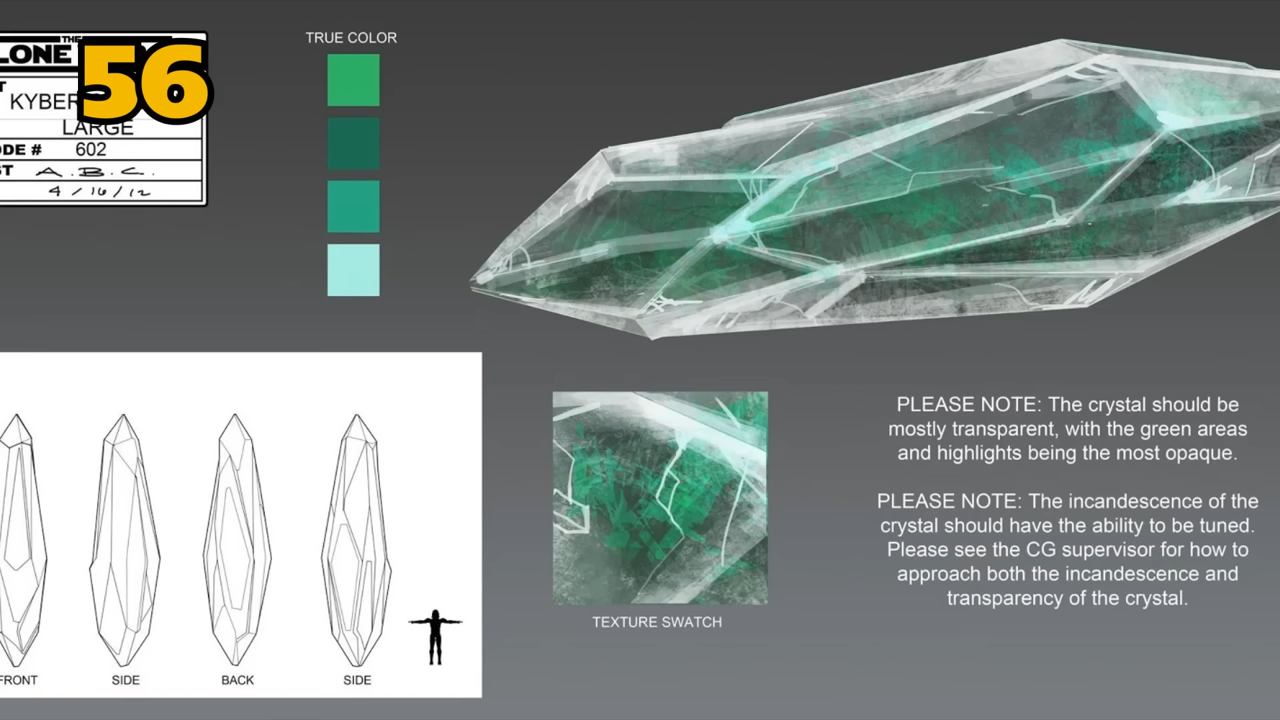 THE
LONE
56
KYBER
LARGE
ODE # 602
ST A.B.C.
4/16/12
TRUE COLOR
FRONT
SIDE
BACK
SIDE
TEXTURE SWATCH
PLEASE NOTE: The crystal should be
mostly transparent, with the green areas
and highlights being the most opaque.
PLEASE NOTE: The incandescence of the
crystal should have the ability to be tuned.
Please see the CG supervisor for how to
approach both the incandescence and
transparency of the crystal.